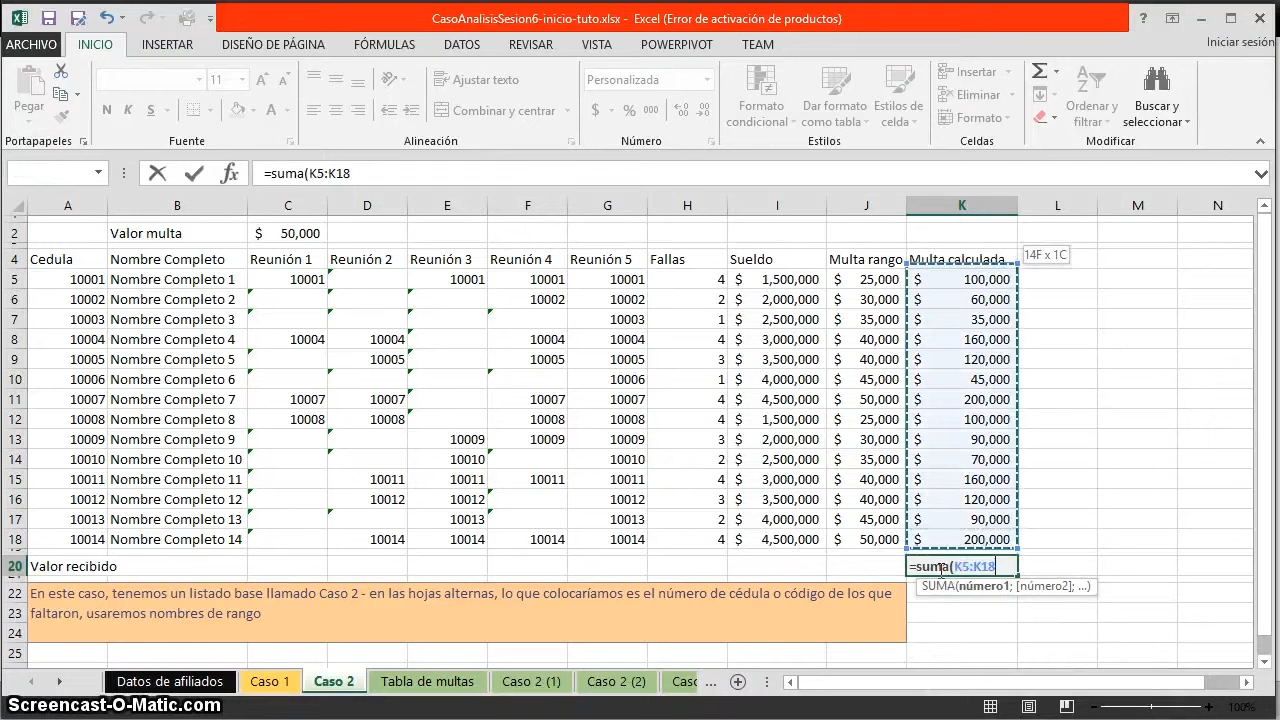 CasoAnalisisSesion6-inicio-tuto.xlsx - Excel (Error de activación de productos)
ARCHIVO INICIO INSERTAR DISEÑO DE PÁGINA FÓRMULAS DATOS REVISAR VISTA POWERPIVOT TEAM Iniciar sesión
Pegar
11
N K S
Ajustar texto
Combinar y centrar
Personalizada
$ % 000
Formato condicional
Dar formato como tabla
Estilos de celda
Insertar
Eliminar
Formato
Ordenar y filtrar
Buscar y seleccionar
Portapapeles Fuente Alineación Número Estilos Celdas Modificar
fx =suma(K5:K18
A B C D E F G H I J K L M N
2 Valor multa $ 50,000
4 Cedula Nombre Completo Reunión 1 Reunión 2 Reunión 3 Reunión 4 Reunión 5 Fallas Sueldo Multa rango Multa calculada 14F x 1C
5 10001 Nombre Completo 1 10001 10001 10001 10001 4 $ 1,500,000 $ 25,000 $ 100,000
6 10002 Nombre Completo 2 10002 10002 2 $ 2,000,000 $ 30,000 $ 60,000
7 10003 Nombre Completo 3 10003 1 $ 2,500,000 $ 35,000 $ 35,000
8 10004 Nombre Completo 4 10004 10004 10004 10004 4 $ 3,000,000 $ 40,000 $ 160,000
9 10005 Nombre Completo 5 10005 10005 10005 3 $ 3,500,000 $ 40,000 $ 120,000
10 10006 Nombre Completo 6 10006 1 $ 4,000,000 $ 45,000 $ 45,000
11 10007 Nombre Completo 7 10007 10007 10007 10007 4 $ 4,500,000 $ 50,000 $ 200,000
12 10008 Nombre Completo 8 10008 10008 10008 10008 4 $ 1,500,000 $ 25,000 $ 100,000
13 10009 Nombre Completo 9 10009 10009 10009 3 $ 2,000,000 $ 30,000 $ 90,000
14 10010 Nombre Completo 10 10010 10010 2 $ 2,500,000 $ 35,000 $ 70,000
15 10011 Nombre Completo 11 10011 10011 10011 10011 4 $ 3,000,000 $ 40,000 $ 160,000
16 10012 Nombre Completo 12 10012 10012 10012 3 $ 3,500,000 $ 40,000 $ 120,000
17 10013 Nombre Completo 13 10013 10013 2 $ 4,000,000 $ 45,000 $ 90,000
18 10014 Nombre Completo 14 10014 10014 10014 10014 4 $ 4,500,000 $ 50,000 $ 200,000
20 Valor recibido =suma(K5:K18
SUMA(número1; [número2]; ...)
22 En este caso, tenemos un listado base llamado Caso 2 - en las hojas alternas, lo que colocaríamos es el número de cédula o código de los que
23 faltaron, usaremos nombres de rango
24
25
Datos de afiliados Caso 1 Caso 2 Tabla de multas Caso 2 (1) Caso 2 (2) Casc ...
Screencast-O-Matic.com 100%